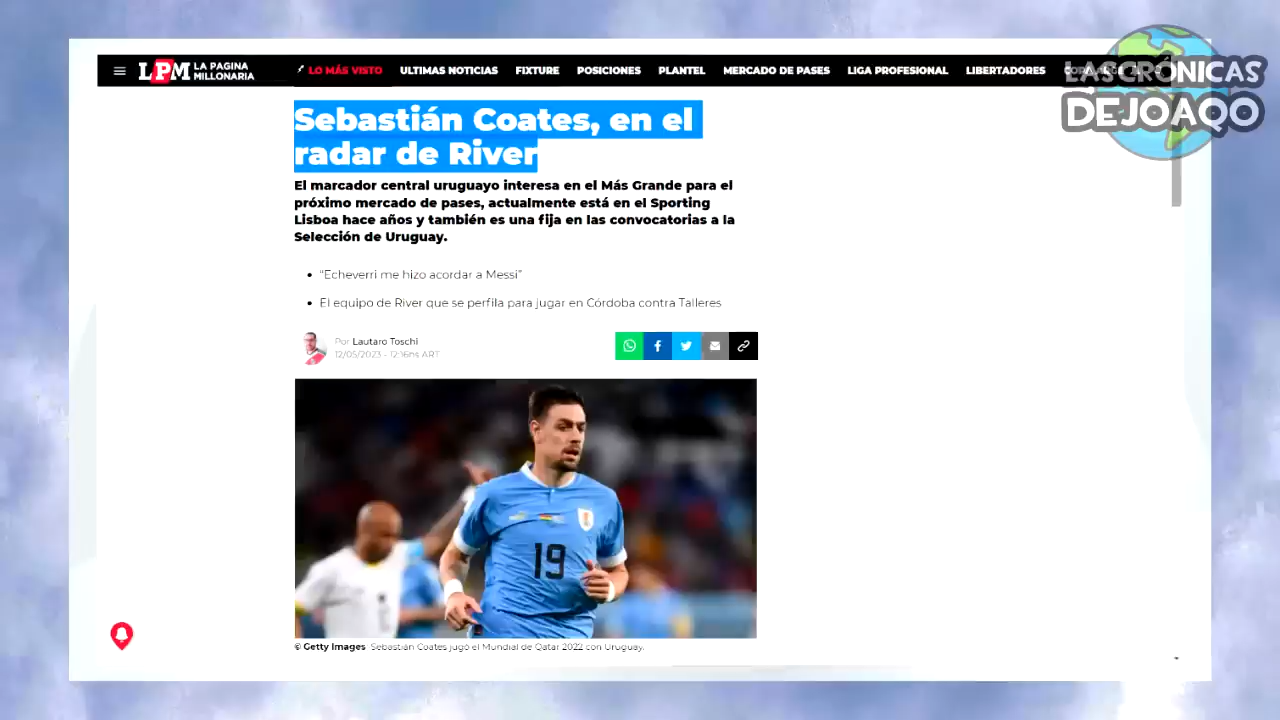 LPM LA PAGINA MILLONARIA
LO MÁS VISTO ULTIMAS NOTICIAS FIXTURE POSICIONES PLANTEL MERCADO DE PASES LIGA PROFESIONAL LIBERTADORES
LAS CRÓNICAS
DE JOAQO
Sebastián Coates, en el
radar de River
El marcador central uruguayo interesa en el Más Grande para el
próximo mercado de pases, actualmente está en el Sporting
Lisboa hace años y también es una fija en las convocatorias a la
Selección de Uruguay.
“Echeverri me hizo acordar a Messi”
El equipo de River que se perfila para jugar en Córdoba contra Talleres
Por Lautaro Toschi
12/05/2023 - 12:16hs ART
19
© Getty Images Sebastián Coates jugó el Mundial de Qatar 2022 con Uruguay.